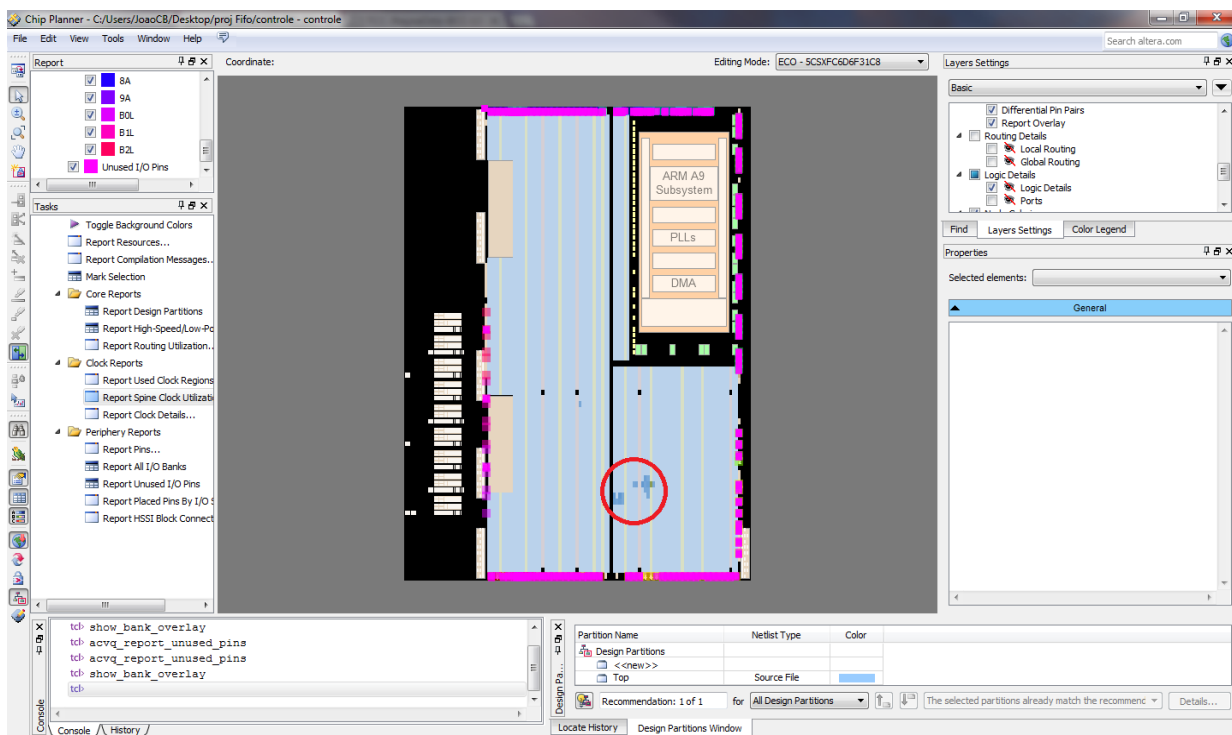 Chip Planner - C:/Users/JoaoCB/Desktop/proj Fifo/controle - controle
File Edit View Tools Window Help
Search altera.com
Report
8A
9A
B0L
B1L
B2L
Unused I/O Pins
Coordinate:
Editing Mode: ECO - 5CSXFC6D6F31C8
Layers Settings
Basic
Differential Pin Pairs
Report Overlay
Routing Details
Local Routing
Global Routing
Logic Details
Logic Details
Ports
Find Layers Settings Color Legend
Properties
Selected elements:
General
Tasks
Toggle Background Colors
Report Resources...
Report Compilation Messages..
Mark Selection
Core Reports
Report Design Partitions
Report High-Speed/Low-Po
Report Routing Utilization..
Clock Reports
Report Used Clock Regions
Report Spine Clock Utilizati
Report Clock Details...
Periphery Reports
Report Pins...
Report All I/O Banks
Report Unused I/O Pins
Report Placed Pins By I/O S
Report HSSI Block Connect
ARM A9
Subsystem
PLLs
DMA
tcl> show_bank_overlay
tcl> acvq_report_unused_pins
tcl> acvq_report_unused_pins
tcl> show_bank_overlay
tcl>
Console
Console History
Design Pa...
Partition Name Netlist Type Color
Design Partitions
<<new>>
Top Source File
Recommendation: 1 of 1 for All Design Partitions The selected partitions already match the recommenc Details...
Locate History Design Partitions Window